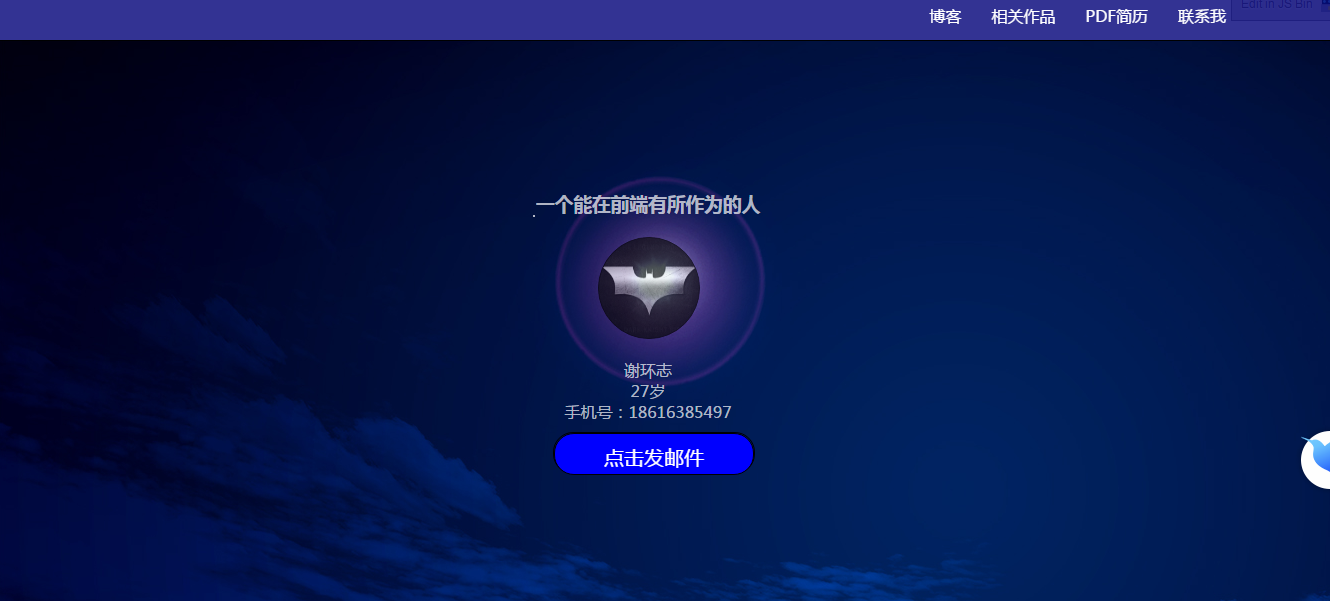 博客 相关作品 PDF简历 联系我 Edit in JS Bin
一个能在前端有所作为的人
谢环志
27岁
手机号：18616385497
点击发邮件